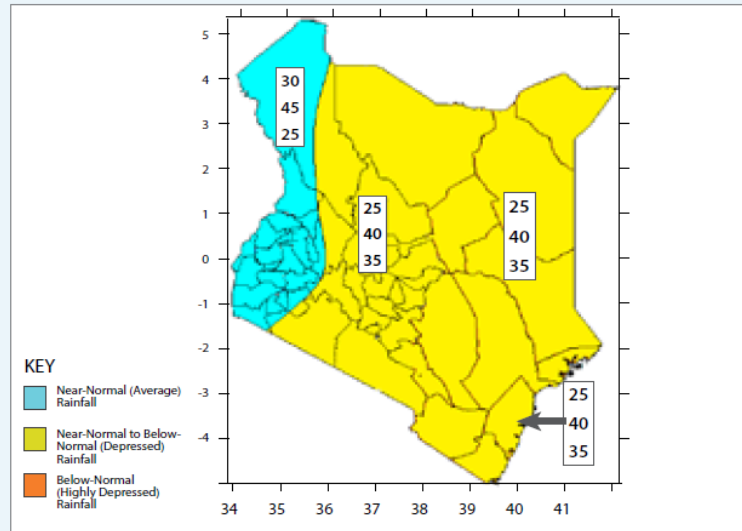 5
4
3
2
1
0
-1
-2
-3
-4
30
45
25
25
40
35
25
40
35
25
40
35
KEY
Near-Normal (Average)
Rainfall
Near-Normal to Below-
Normal (Depressed)
Rainfall
Below-Normal
(Highly Depressed)
Rainfall
34 35 36 37 38 39 40 41